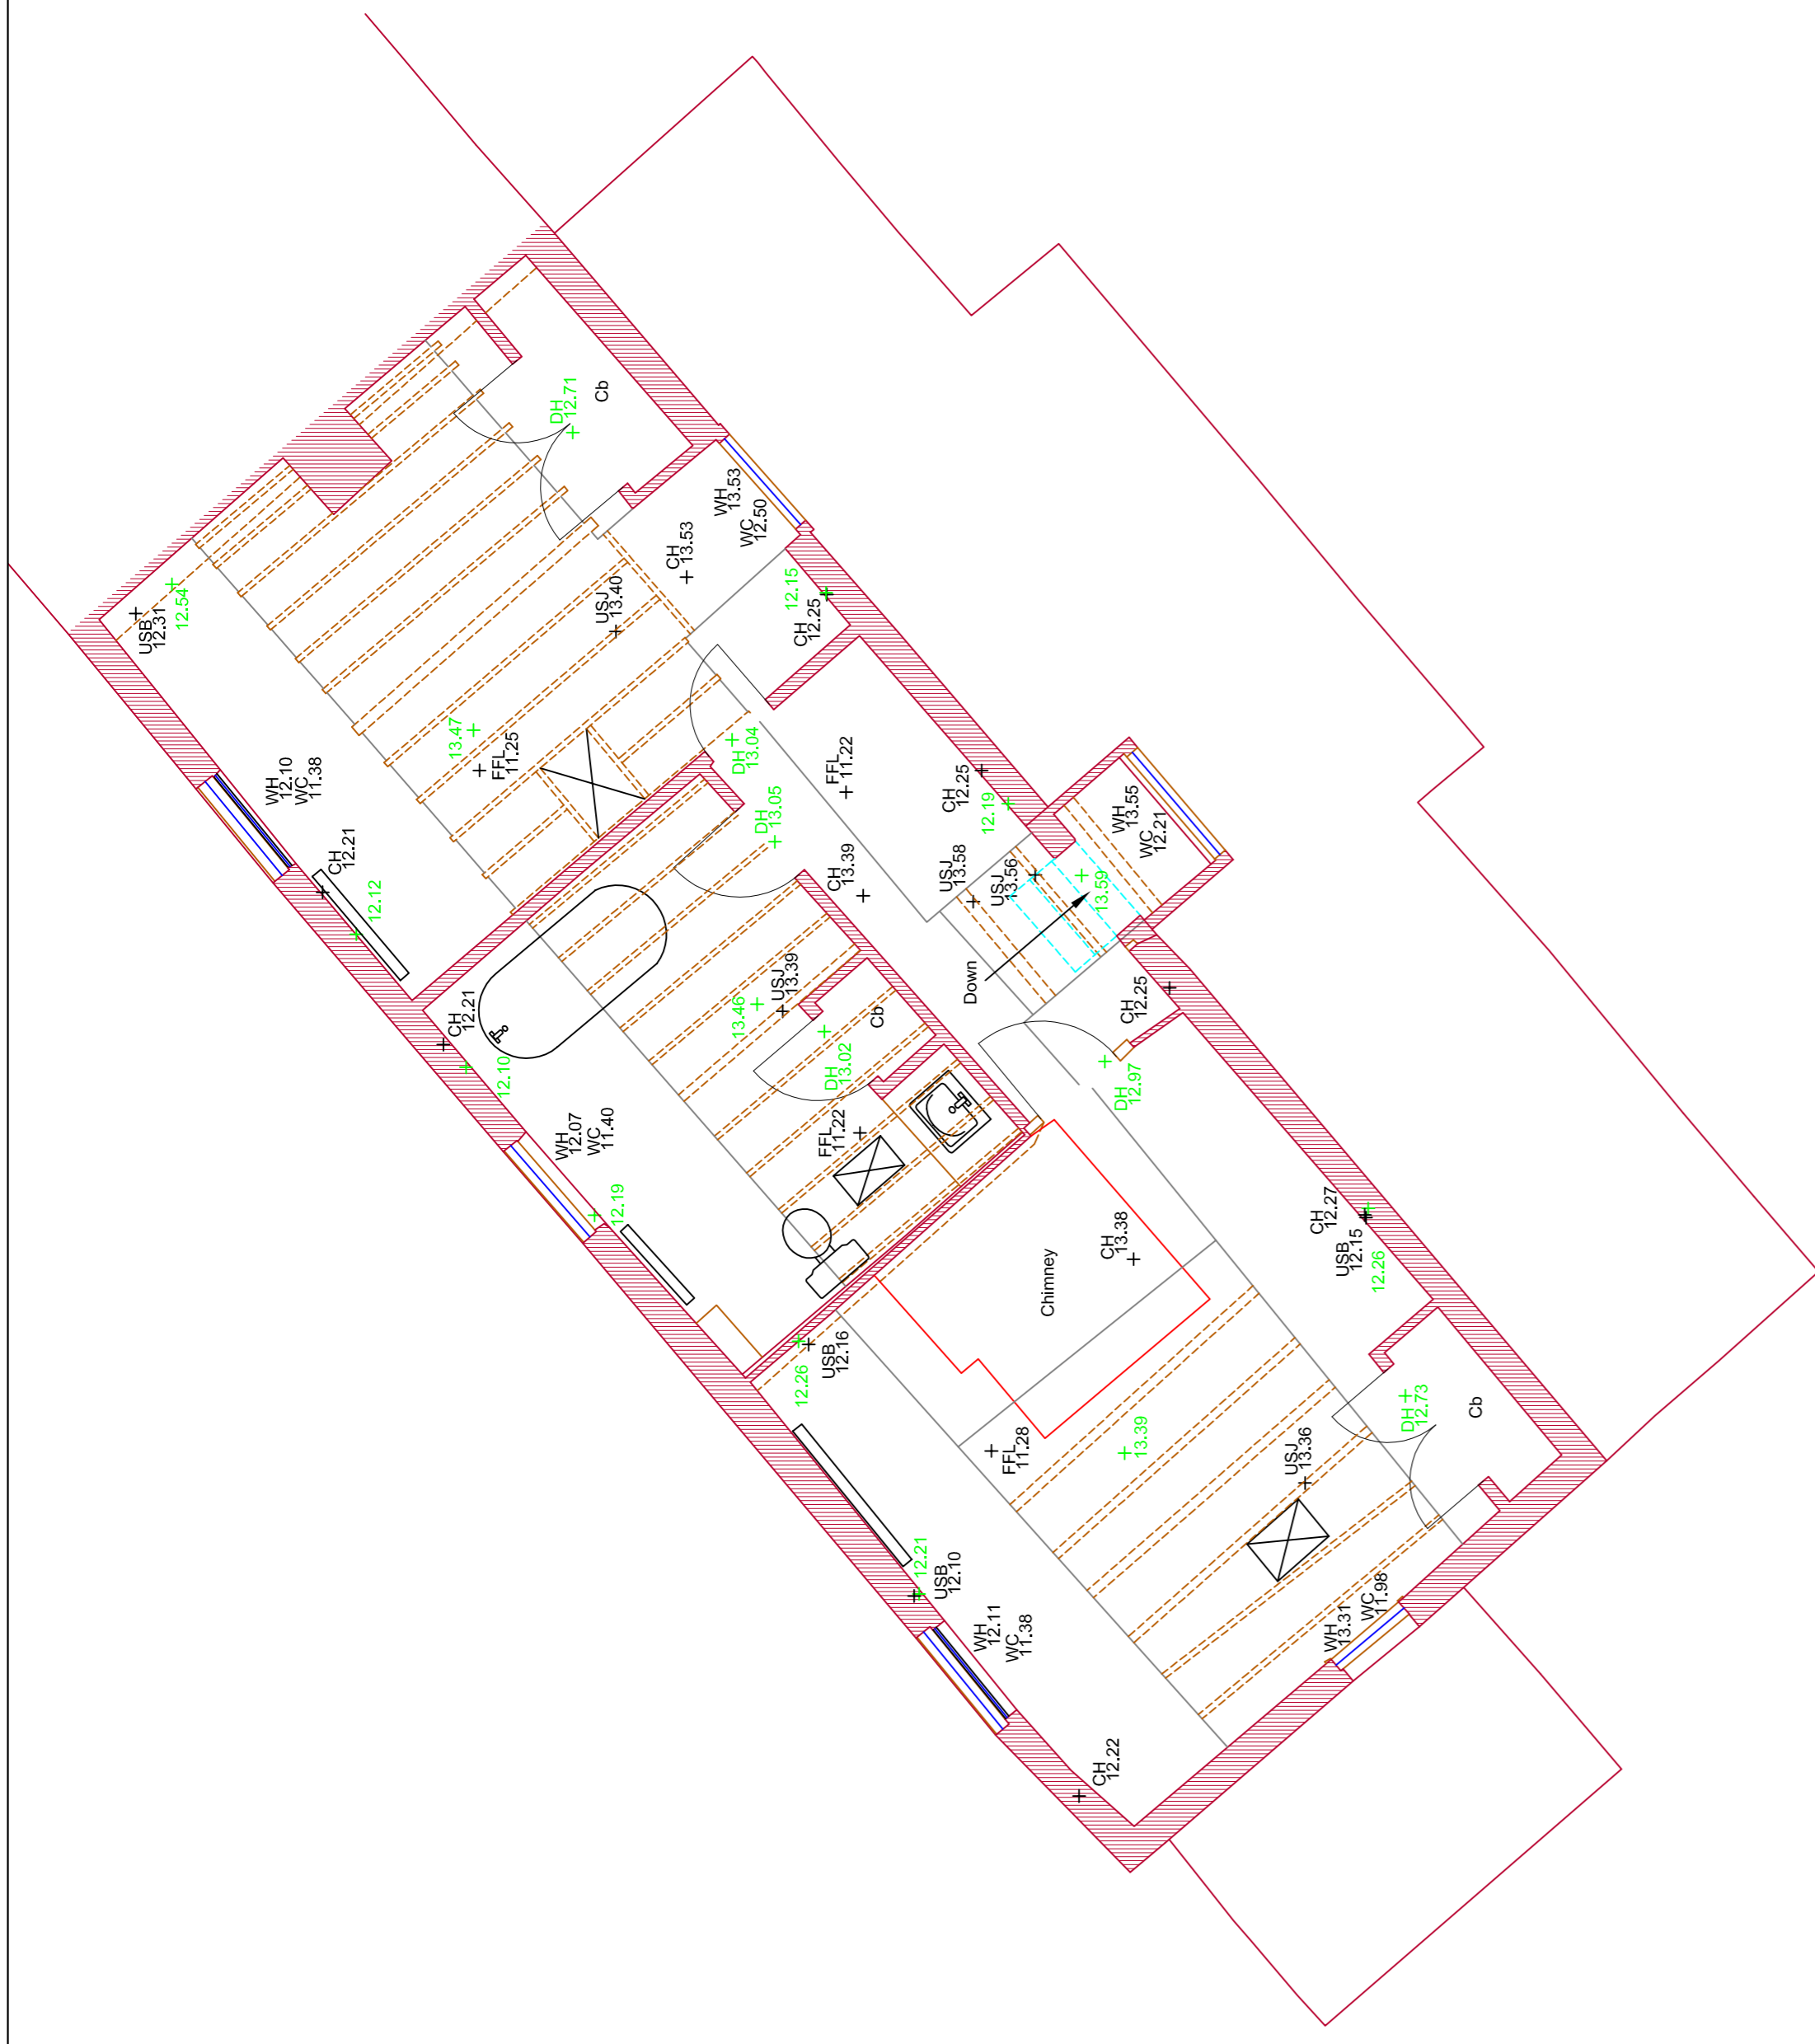 USB
12.31
12.54
DH
12.71
Cb
WH
13.53
WC
12.50
CH
13.53
USJ
13.40
12.15
CH
12.25
13.47
FFL
11.25
WH
12.10
WC
11.38
CH
12.21
12.12
DH
13.04
FFL
11.22
DH
13.05
CH
12.25
12.19
WH
13.55
WC
12.21
CH
13.39
USJ
13.58
USJ
13.56
13.59
Down
CH
12.25
CH
12.21
12.10
USJ
13.39
13.46
Cb
DH
13.02
FFL
11.22
WH
12.07
WC
11.40
12.19
DH
12.97
CH
12.27
USB
12.15
12.26
CH
13.38
Chimney
USB
12.16
12.26
FFL
11.28
13.39
DH
12.73
Cb
USJ
13.36
12.21
USB
12.10
WH
12.11
WC
11.38
WH
13.31
WC
11.98
CH
12.22